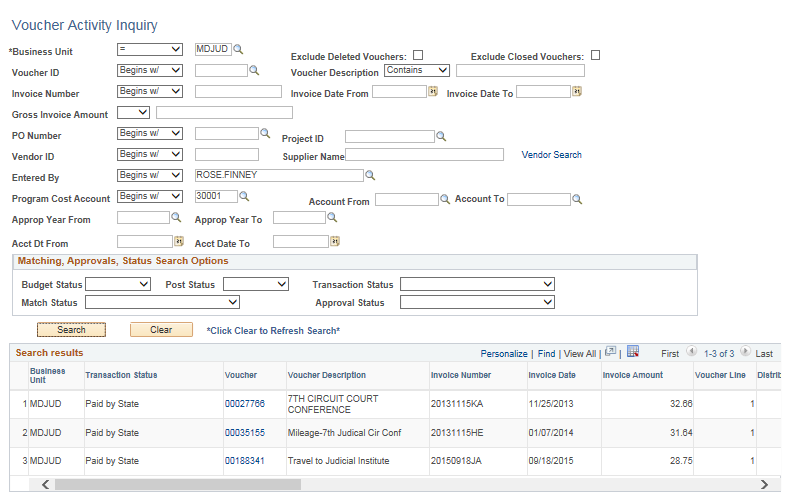 Voucher Activity Inquiry
*Business Unit = MDJUD Exclude Deleted Vouchers: Exclude Closed Vouchers:
Voucher ID Begins w/ Voucher Description Contains
Invoice Number Begins w/ Invoice Date From Invoice Date To
Gross Invoice Amount
PO Number Begins w/ Project ID
Vendor ID Begins w/ Supplier Name Vendor Search
Entered By Begins w/ ROSE.FINNEY
Program Cost Account Begins w/ 30001 Account From Account To
Approp Year From Approp Year To
Acct Dt From Acct Date To
Matching, Approvals, Status Search Options
Budget Status Post Status Transaction Status
Match Status Approval Status
Search Clear *Click Clear to Refresh Search*
Search results Personalize | Find | View All | | First 1-3 of 3 Last
Business Unit Transaction Status Voucher Voucher Description Invoice Number Invoice Date Invoice Amount Voucher Line Distrib
1 MDJUD Paid by State 00027766 7TH CIRCUIT COURT CONFERENCE 20131115KA 11/25/2013 32.66 1
2 MDJUD Paid by State 00035155 Mileage-7th Judical Cir Conf 20131115HE 01/07/2014 31.64 1
3 MDJUD Paid by State 00188341 Travel to Judicial Institute 20150918JA 09/18/2015 28.75 1